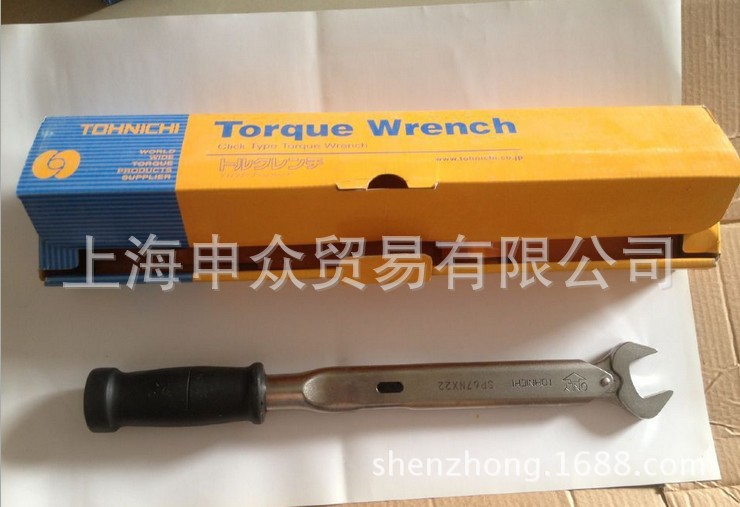 TOHNICHI
WORLD
WIDE
TORQUE
PRODUCTS
SUPPLIER
Torque Wrench
Click Type Torque Wrench
トルクレンチ
www.tohnichi.co.jp
上海申众贸易有限公司
SP67NX22
TOHNICHI
shenzhong.1688.com